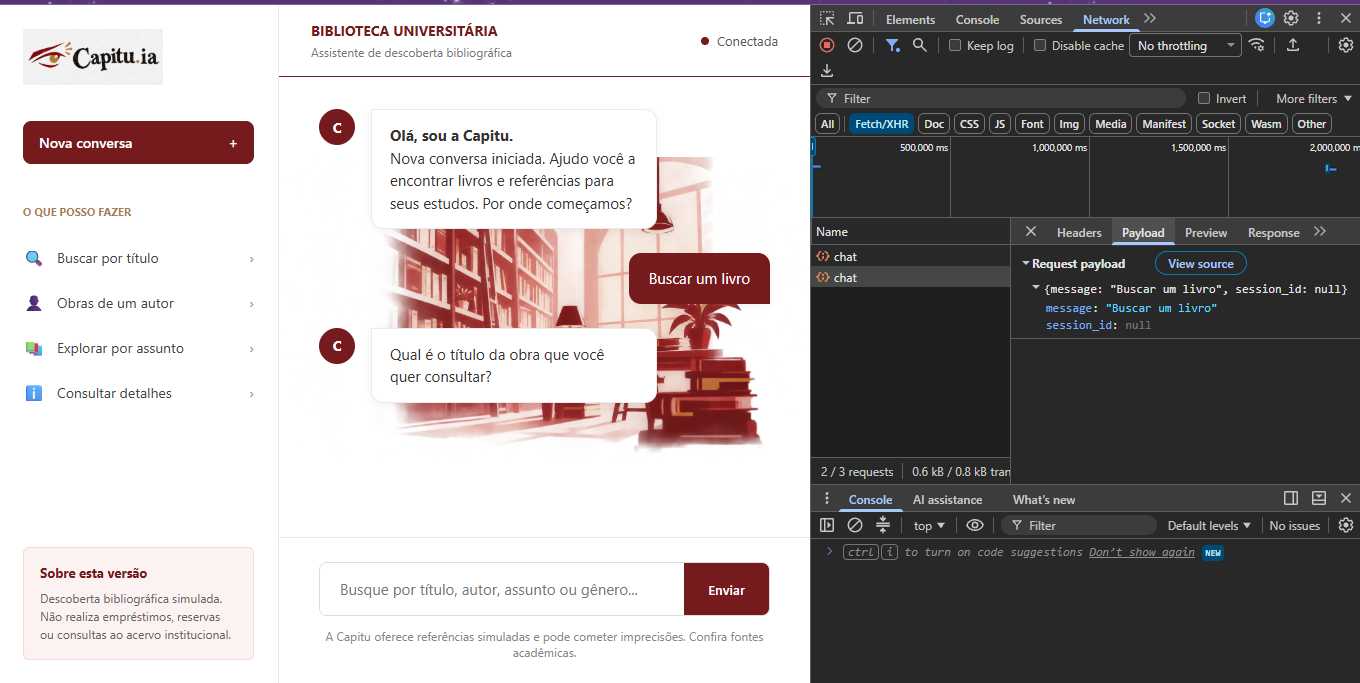 Capitu.ia
Nova conversa +
O QUE POSSO FAZER
Buscar por título ›
Obras de um autor ›
Explorar por assunto ›
Consultar detalhes ›
Sobre esta versão
Descoberta bibliográfica simulada.
Não realiza empréstimos, reservas
ou consultas ao acervo institucional.
BIBLIOTECA UNIVERSITÁRIA
Assistente de descoberta bibliográfica
Conectada
C
Olá, sou a Capitu.
Nova conversa iniciada. Ajudo você a
encontrar livros e referências para
seus estudos. Por onde começamos?
Buscar um livro
C
Qual é o título da obra que você
quer consultar?
Busque por título, autor, assunto ou gênero...
Enviar
A Capitu oferece referências simuladas e pode cometer imprecisões. Confira fontes
acadêmicas.
Elements Console Sources Network
Keep log Disable cache No throttling
Filter Invert More filters
All Fetch/XHR Doc CSS JS Font Img Media Manifest Socket Wasm Other
500,000 ms 1,000,000 ms 1,500,000 ms 2,000,000 m
Name
chat
chat
Headers Payload Preview Response
Request payload View source
{message: "Buscar um livro", session_id: null}
message: "Buscar um livro"
session_id: null
2 / 3 requests 0.6 kB / 0.8 kB tran
Console AI assistance What's new
top Filter Default levels No issues
ctrl i to turn on code suggestions Don't show again NEW